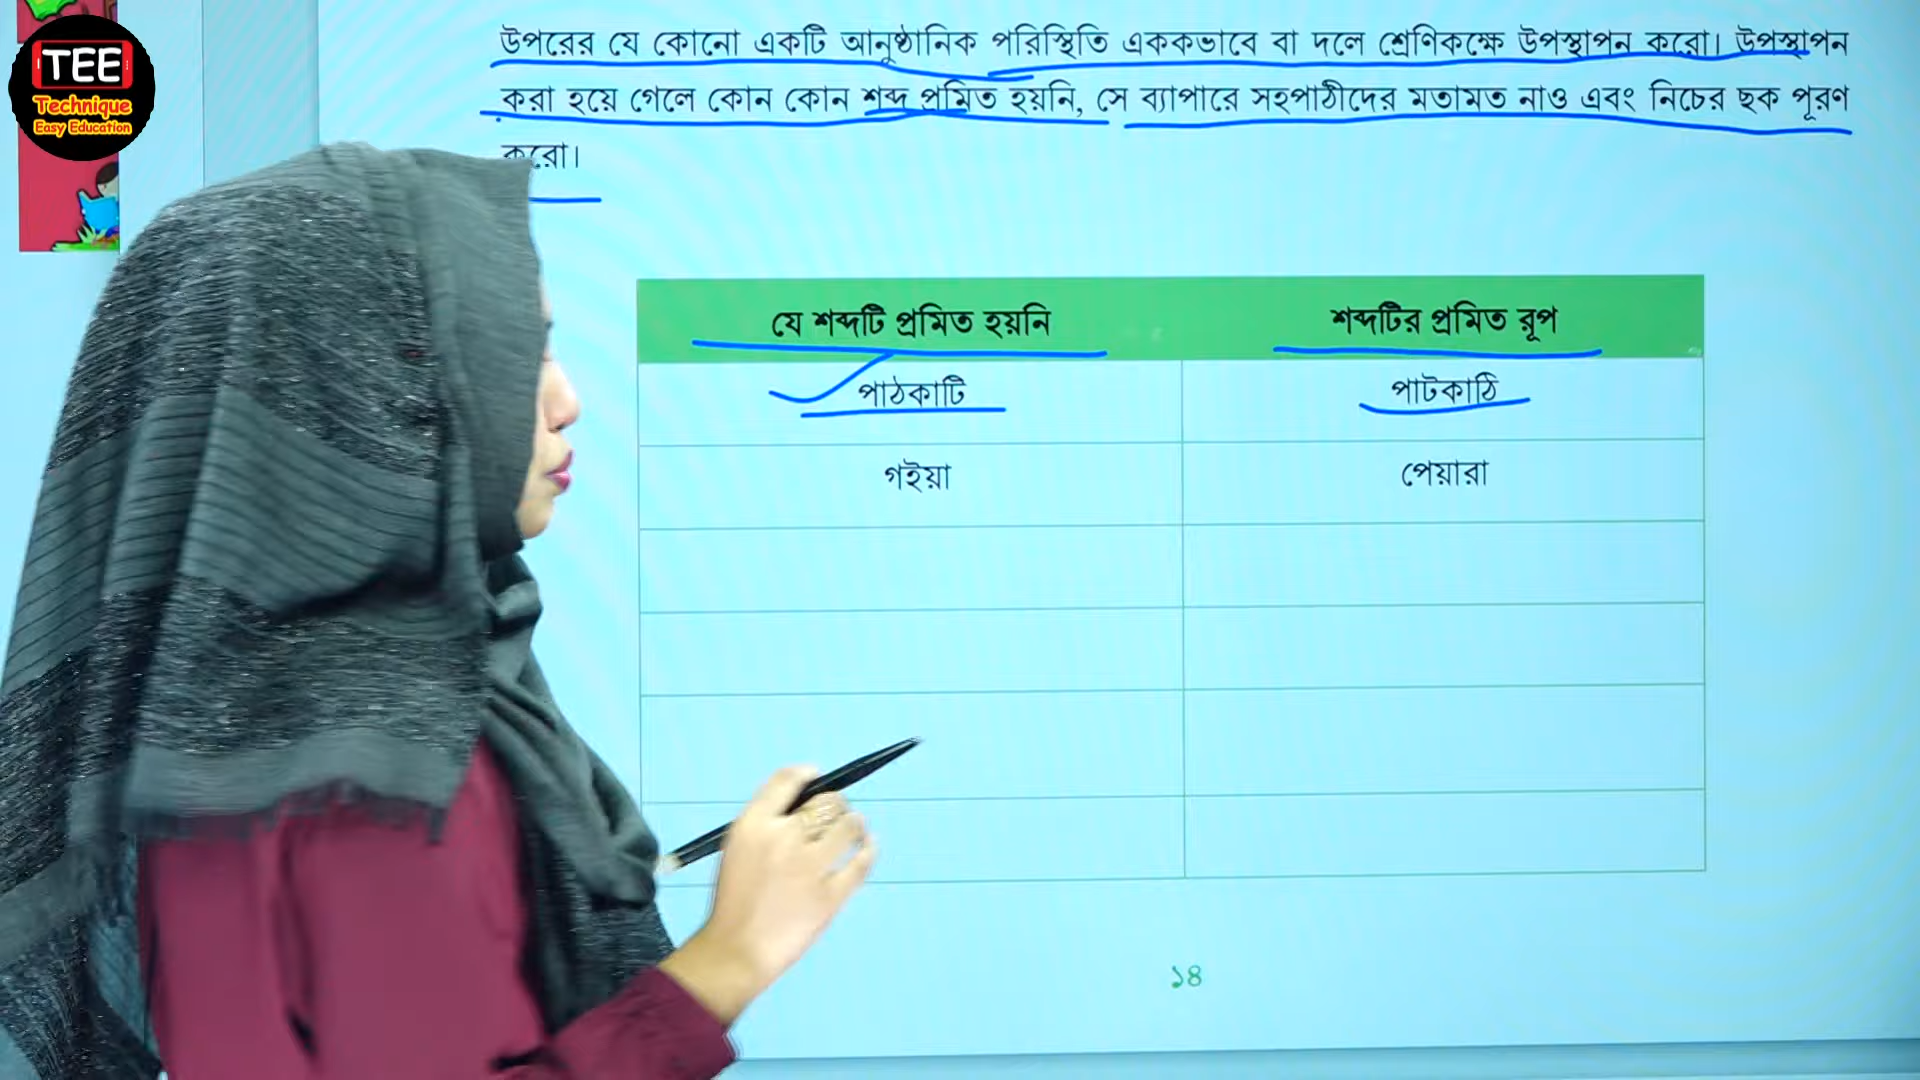 TEE
Technique
Easy Education
উপরের যে কোনো একটি আনুষ্ঠানিক পরিস্থিতি এককভাবে বা দলে শ্রেণিকক্ষে উপস্থাপন করো। উপস্থাপন
করা হয়ে গেলে কোন কোন শব্দ প্রমিত হয়নি, সে ব্যাপারে সহপাঠীদের মতামত নাও এবং নিচের ছক পূরণ
করো।
যে শব্দটি প্রমিত হয়নি শব্দটির প্রমিত রূপ
পাঠকাটি পাটকাঠি
গইয়া পেয়ারা
১৪